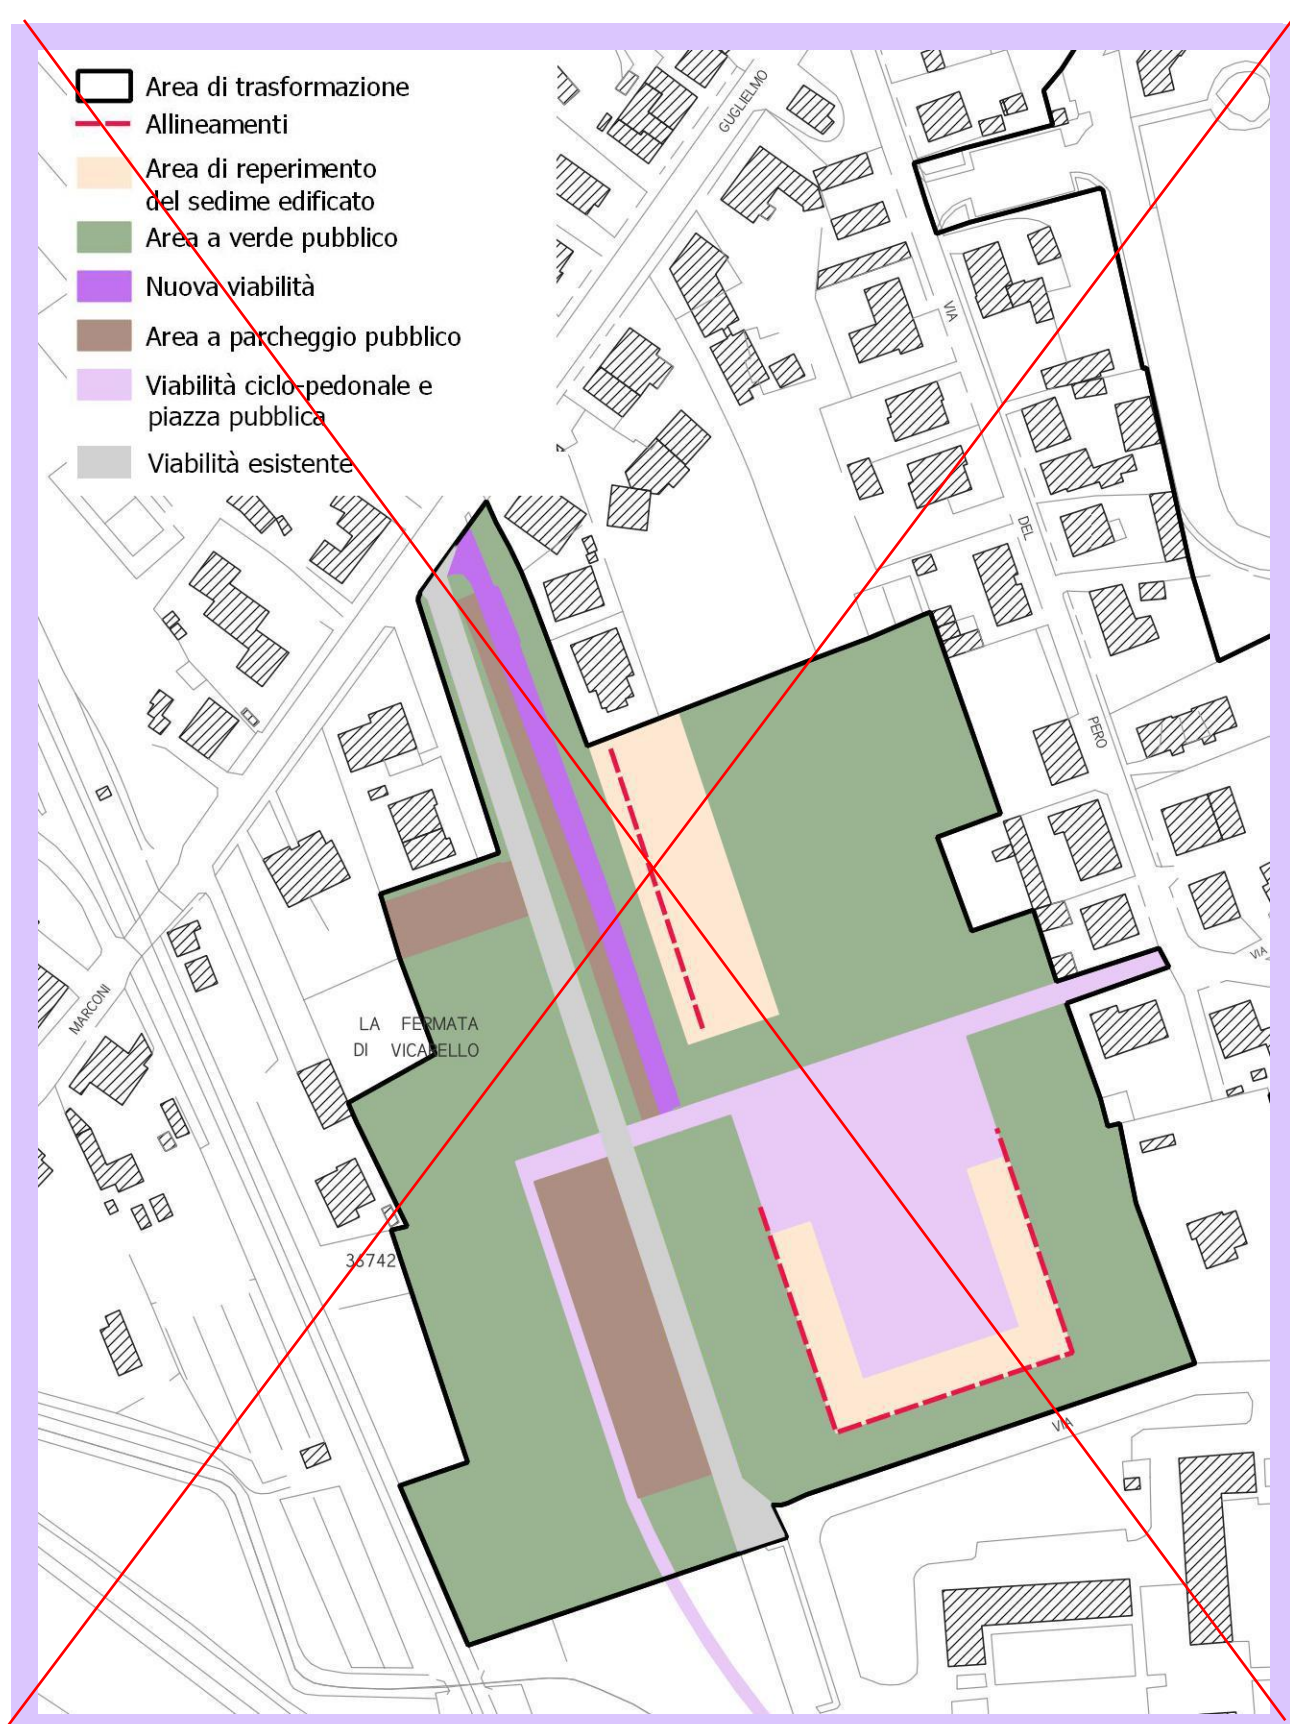 Area di trasformazione
Allineamenti
Area di reperimento
del sedime edificato
Area a verde pubblico
Nuova viabilità
Area a parcheggio pubblico
Viabilità ciclo-pedonale e
piazza pubblica
Viabilità esistente
GUGLIELMO
VIA
DEL
PERO
VIA
MARCONI
LA FERMATA
DI VICARELLO
36742
VIA